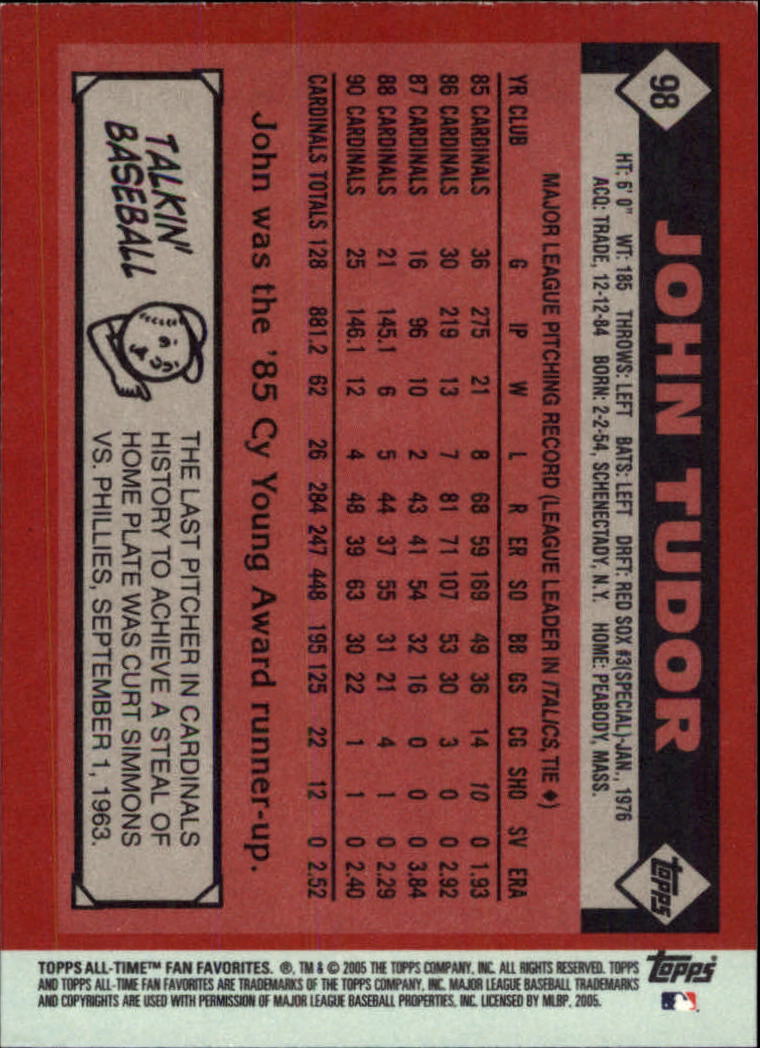 98
JOHN TUDOR
topps
HT: 6' 0" WT: 185 THROWS: LEFT BATS: LEFT DRFT: RED SOX #3(SPECIAL)-JAN., 1976
ACQ: TRADE, 12-12-84 BORN: 2-2-54, SCHENECTADY, N.Y. HOME: PEABODY, MASS.
MAJOR LEAGUE PITCHING RECORD (LEAGUE LEADER IN ITALICS, TIE ♦)
YR CLUB G IP W L R ER SO BB GS CG SHO SV ERA
85 CARDINALS 36 275 21 8 68 59 169 49 36 14 10 0 1.93
86 CARDINALS 30 219 13 7 81 71 107 53 30 3 0 0 2.92
87 CARDINALS 16 96 10 2 43 41 54 32 16 0 0 0 3.84
88 CARDINALS 21 145.1 6 5 44 37 55 31 21 4 1 0 2.29
90 CARDINALS 25 146.1 12 4 48 39 63 30 22 1 1 0 2.40
CARDINALS TOTALS 128 881.2 62 26 284 247 448 195 125 22 12 0 2.52
John was the '85 Cy Young Award runner-up.
TALKIN'
BASEBALL
THE LAST PITCHER IN CARDINALS
HISTORY TO ACHIEVE A STEAL OF
HOME PLATE WAS CURT SIMMONS
VS. PHILLIES, SEPTEMBER 1, 1963.
TOPPS ALL-TIME™ FAN FAVORITES. ®, TM & © 2005 THE TOPPS COMPANY, INC. ALL RIGHTS RESERVED. TOPPS
AND TOPPS ALL-TIME FAN FAVORITES ARE TRADEMARKS OF THE TOPPS COMPANY, INC. MAJOR LEAGUE BASEBALL TRADEMARKS
AND COPYRIGHTS ARE USED WITH PERMISSION OF MAJOR LEAGUE BASEBALL PROPERTIES, INC. LICENSED BY MLBP, 2005.
topps